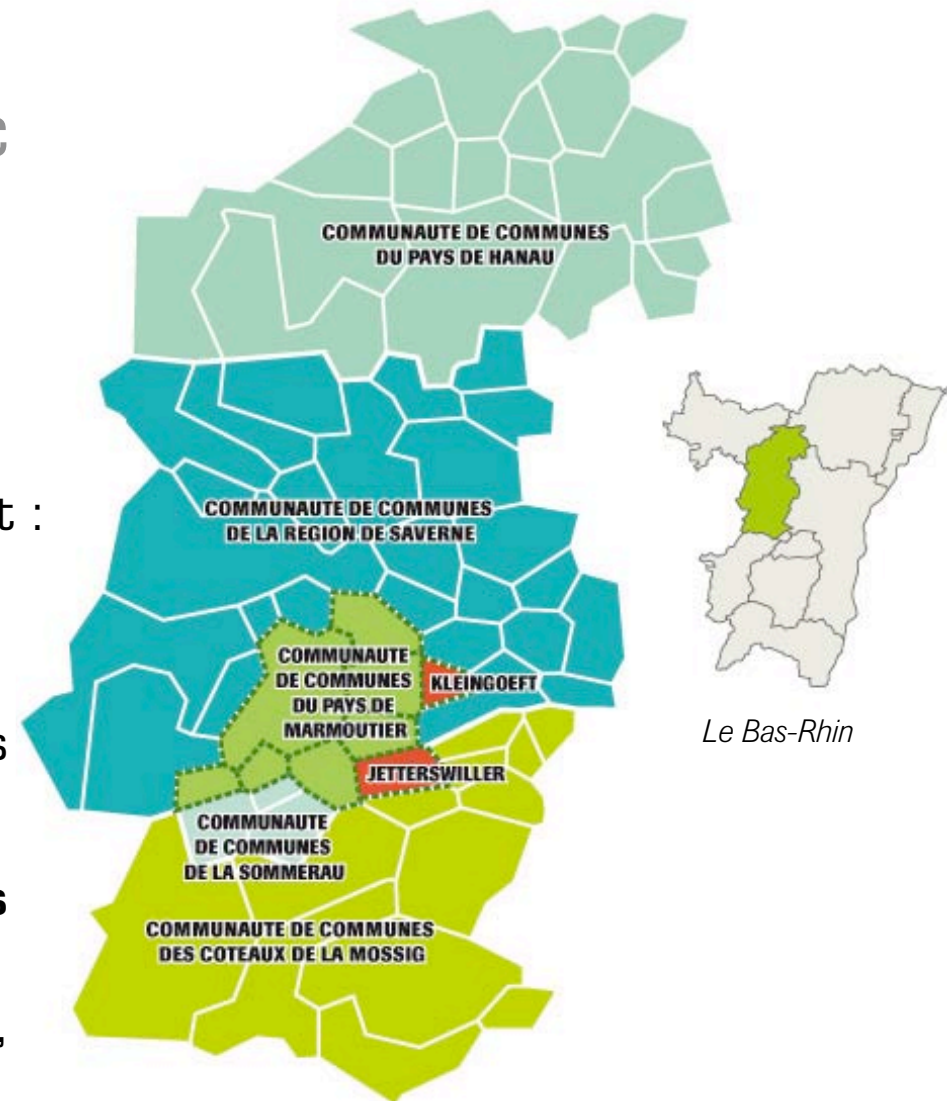 c
COMMUNAUTE DE COMMUNES
DU PAYS DE HANAU
t :
COMMUNAUTE DE COMMUNES
DE LA REGION DE SAVERNE
COMMUNAUTE
DE COMMUNES
DU PAYS DE
MARMOUTIER
KLEINGOEFT
JETTERSWILLER
Le Bas-Rhin
s
COMMUNAUTE
DE COMMUNES
DE LA SOMMERAU
s
COMMUNAUTE DE COMMUNES
DES COTEAUX DE LA MOSSIG
,